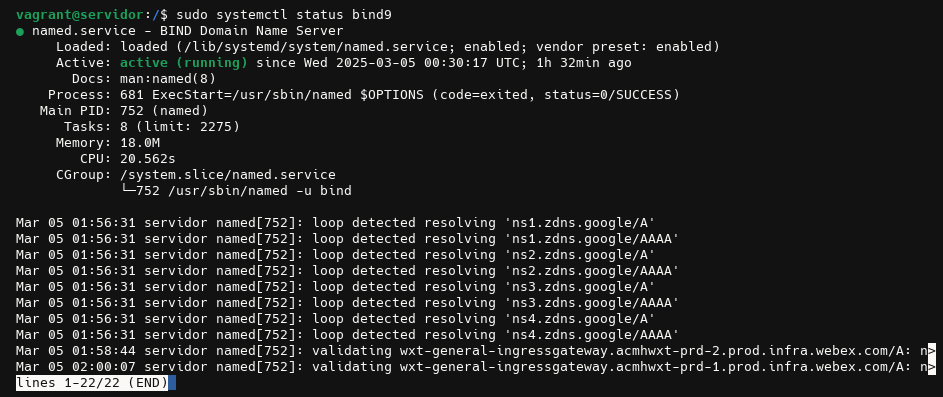 vagrant@servidor:/$ sudo systemctl status bind9
● named.service - BIND Domain Name Server
     Loaded: loaded (/lib/systemd/system/named.service; enabled; vendor preset: enabled)
     Active: active (running) since Wed 2025-03-05 00:30:17 UTC; 1h 32min ago
       Docs: man:named(8)
    Process: 681 ExecStart=/usr/sbin/named $OPTIONS (code=exited, status=0/SUCCESS)
   Main PID: 752 (named)
      Tasks: 8 (limit: 2275)
     Memory: 18.0M
        CPU: 20.562s
     CGroup: /system.slice/named.service
             └─752 /usr/sbin/named -u bind

Mar 05 01:56:31 servidor named[752]: loop detected resolving 'ns1.zdns.google/A'
Mar 05 01:56:31 servidor named[752]: loop detected resolving 'ns1.zdns.google/AAAA'
Mar 05 01:56:31 servidor named[752]: loop detected resolving 'ns2.zdns.google/A'
Mar 05 01:56:31 servidor named[752]: loop detected resolving 'ns2.zdns.google/AAAA'
Mar 05 01:56:31 servidor named[752]: loop detected resolving 'ns3.zdns.google/A'
Mar 05 01:56:31 servidor named[752]: loop detected resolving 'ns3.zdns.google/AAAA'
Mar 05 01:56:31 servidor named[752]: loop detected resolving 'ns4.zdns.google/A'
Mar 05 01:56:31 servidor named[752]: loop detected resolving 'ns4.zdns.google/AAAA'
Mar 05 01:58:44 servidor named[752]: validating wxt-general-ingressgateway.acmhwxt-prd-2.prod.infra.webex.com/A: n>
Mar 05 02:00:07 servidor named[752]: validating wxt-general-ingressgateway.acmhwxt-prd-1.prod.infra.webex.com/A: n>
lines 1-22/22 (END)